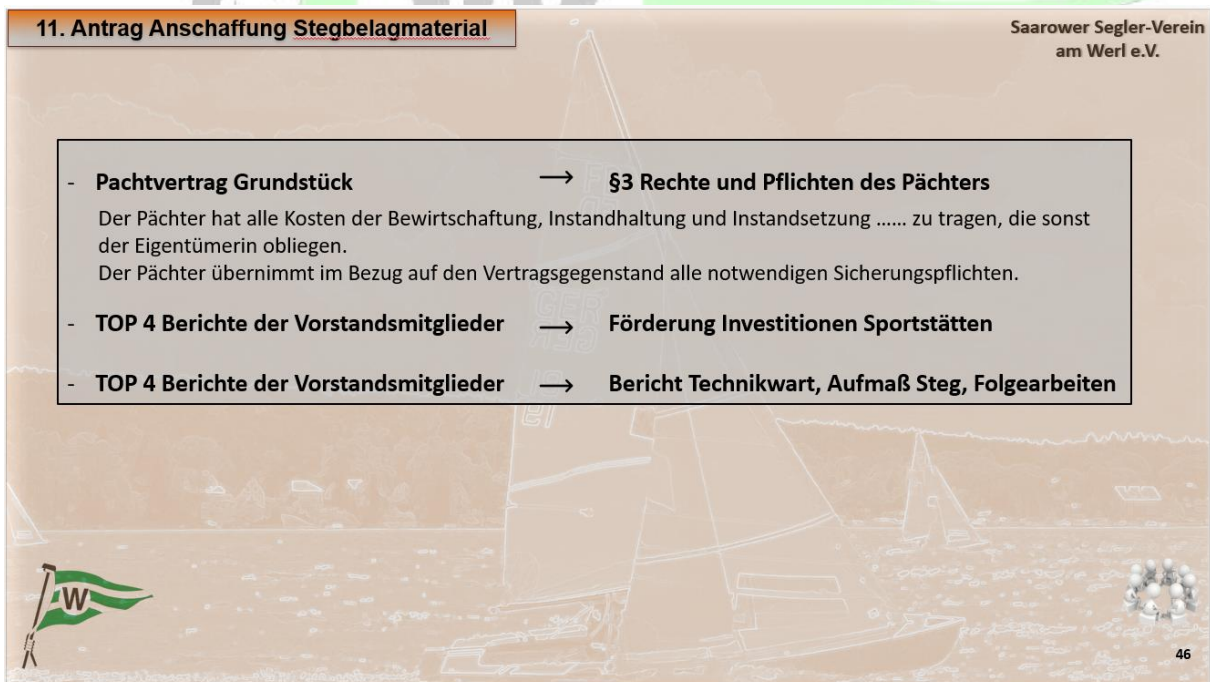 11. Antrag Anschaffung Stegbelagmaterial
Saarower Segler-Verein
am Werl e.V.
- Pachtvertrag Grundstück → §3 Rechte und Pflichten des Pächters
Der Pächter hat alle Kosten der Bewirtschaftung, Instandhaltung und Instandsetzung ...... zu tragen, die sonst
der Eigentümerin obliegen.
Der Pächter übernimmt im Bezug auf den Vertragsgegenstand alle notwendigen Sicherungspflichten.
- TOP 4 Berichte der Vorstandsmitglieder → Förderung Investitionen Sportstätten
- TOP 4 Berichte der Vorstandsmitglieder → Bericht Technikwart, Aufmaß Steg, Folgearbeiten
W
46